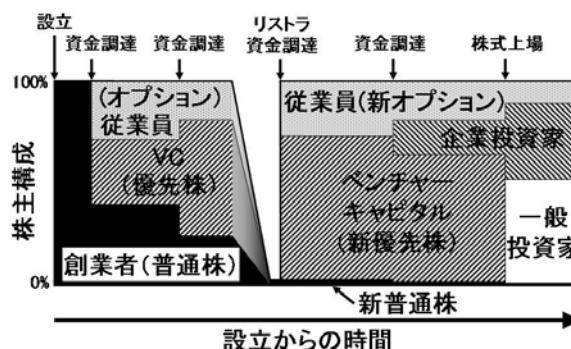 設立
資金調達
資金調達
リストラ
資金調達
資金調達
株式上場
100%
0%
株主構成
(オプション)
従業員
VC
(優先株)
創業者(普通株)
従業員(新オプション)
企業投資家
ベンチャー
キャピタル
(新優先株)
一般
投資家
新普通株
設立からの時間